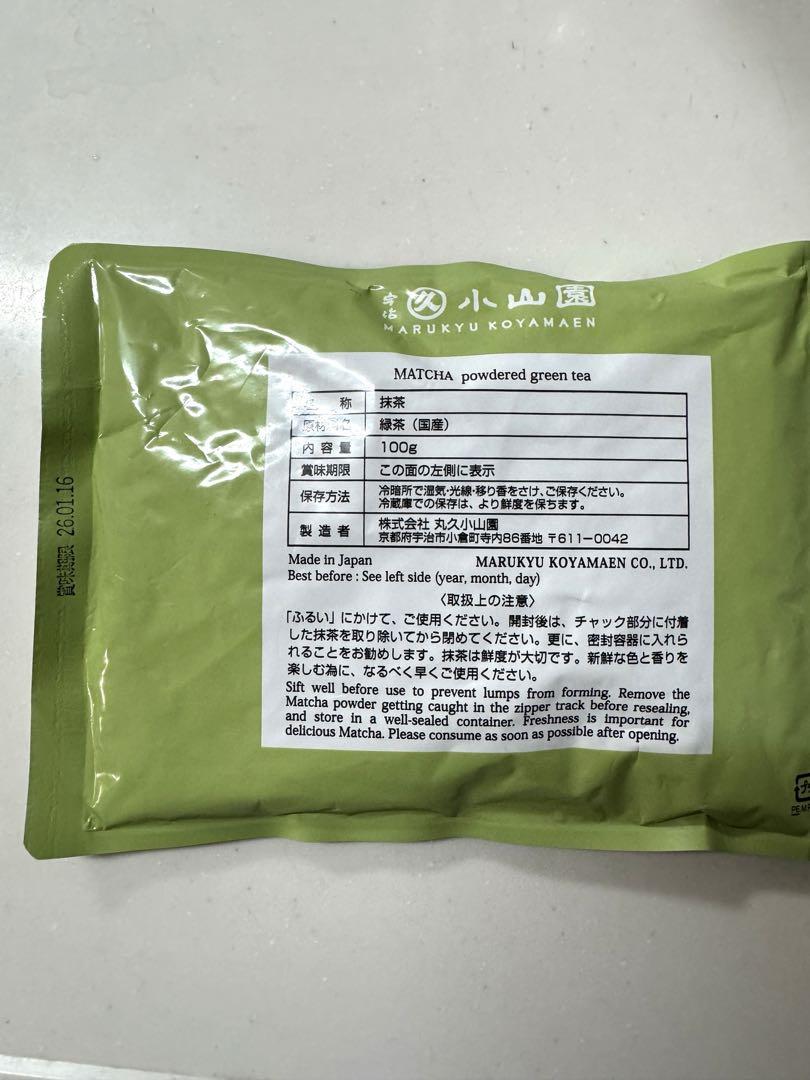 宇治 久 小山園
MARUKYU KOYAMAEN
MATCHA powdered green tea
名 称 抹茶
原材料名 緑茶（国産）
内容量 100g
賞味期限 この面の左側に表示
保存方法 冷暗所で湿気・光線・移り香をさけ、ご保存ください。
冷蔵庫での保存は、より鮮度を保ちます。
製造者 株式会社 丸久小山園
京都府宇治市小倉町寺内86番地 〒611-0042
Made in Japan MARUKYU KOYAMAEN CO., LTD.
Best before : See left side (year, month, day)
〈取扱上の注意〉
「ふるい」にかけて、ご使用ください。開封後は、チャック部分に付着
した抹茶を取り除いてから閉めてください。更に、密封容器に入れら
れることをお勧めします。抹茶は鮮度が大切です。新鮮な色と香りを
楽しむ為に、なるべく早くご使用ください。
Sift well before use to prevent lumps from forming. Remove the
Matcha powder getting caught in the zipper track before resealing,
and store in a well-sealed container. Freshness is important for
delicious Matcha. Please consume as soon as possible after opening.
賞味期限 26.01.16